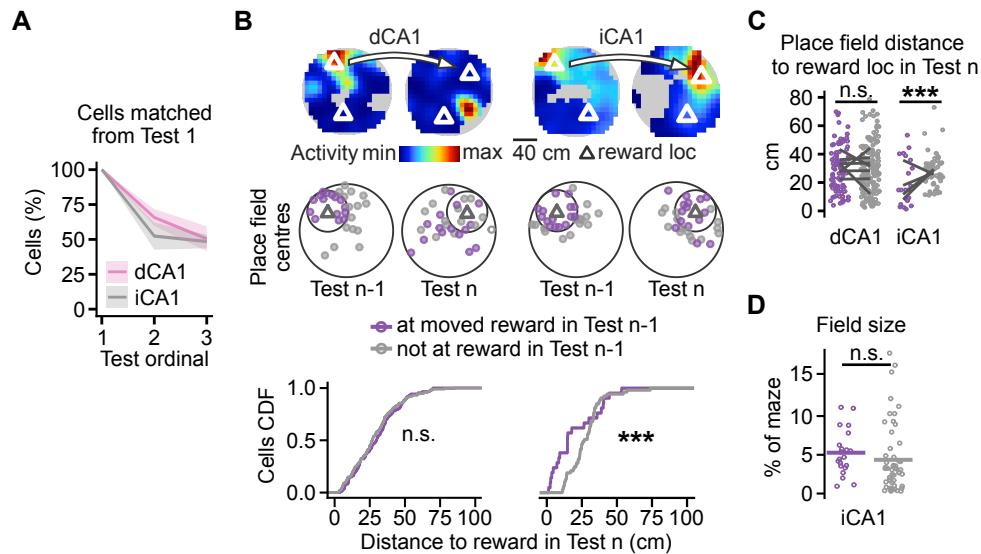 A
Cells matched
from Test 1
Cells (%)
100
75
50
25
0
dCA1
iCA1
1
2
3
Test ordinal
B
dCA1
iCA1
Activity min
max
40 cm
reward loc
Place field
centres
Test n-1
Test n
Test n-1
Test n
at moved reward in Test n-1
not at reward in Test n-1
Cells CDF
1.0
0.5
0.0
n.s.
***
0
25
50
75
100
0
25
50
75
100
Distance to reward in Test n (cm)
C
Place field distance
to reward loc in Test n
n.s.
***
cm
80
60
40
20
0
dCA1
iCA1
D
Field size
n.s.
% of maze
15
10
5
0
iCA1